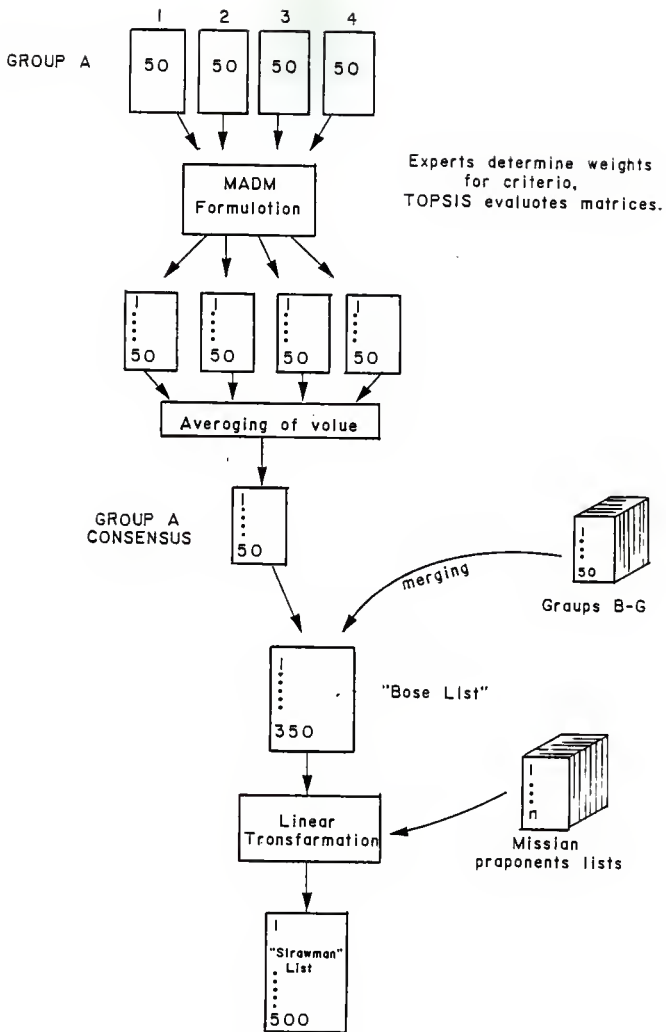 1 2 3 4
GROUP A
50 50 50 50
MADM
Formulotion
Experts determine weights
for criterio,
TOPSIS evaluotes matrices.
1 1 1 1
50 50 50 50
Averoging of volue
GROUP A
CONSENSUS
1
50
merging
1
50
Graups B-G
1
350
"Bose List"
Linear
Tronsfarmation
1
n
Missian
praponents lists
1
"Strawman"
List
500